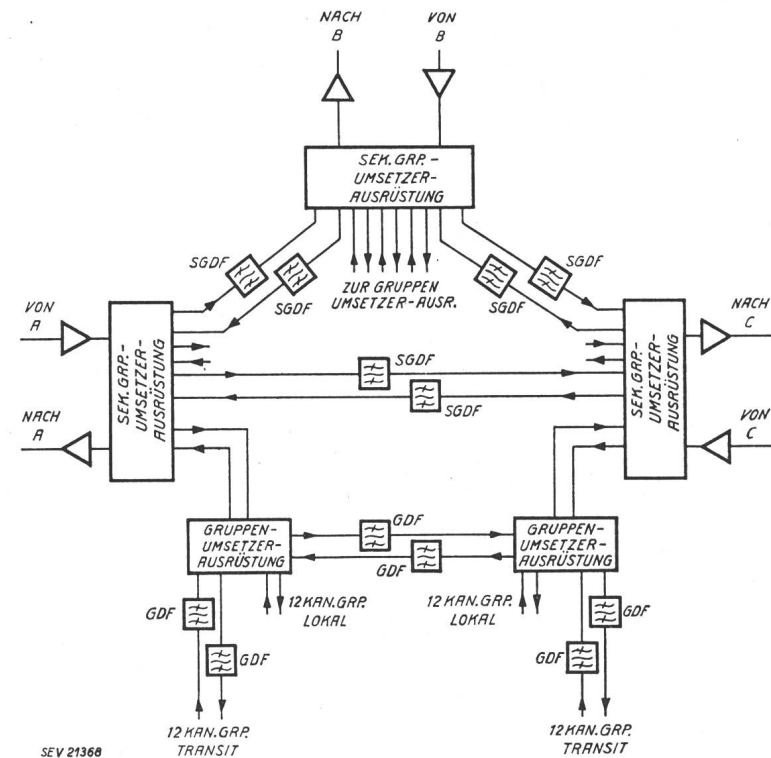 NACH
B
VON
B
SEK. GRP.-
UMSETZER-
AUSRÜSTUNG
SGDF
SGDF
ZUR GRUPPEN
UMSETZER-AUSR.
SGDF
SGDF
VON
A
NACH
A
SEK. GRP.-
UMSETZER-
AUSRÜSTUNG
SGDF
SGDF
SEK. GRP.-
UMSETZER-
AUSRÜSTUNG
NACH
C
VON
C
GRUPPEN-
UMSETZER-
AUSRÜSTUNG
GDF
GDF
GRUPPEN-
UMSETZER-
AUSRÜSTUNG
12 KAN. GRP.
LOKAL
12 KAN. GRP.
LOKAL
GDF
GDF
GDF
GDF
12 KAN. GRP.
TRANSIT
12 KAN. GRP.
TRANSIT
SEV 21368